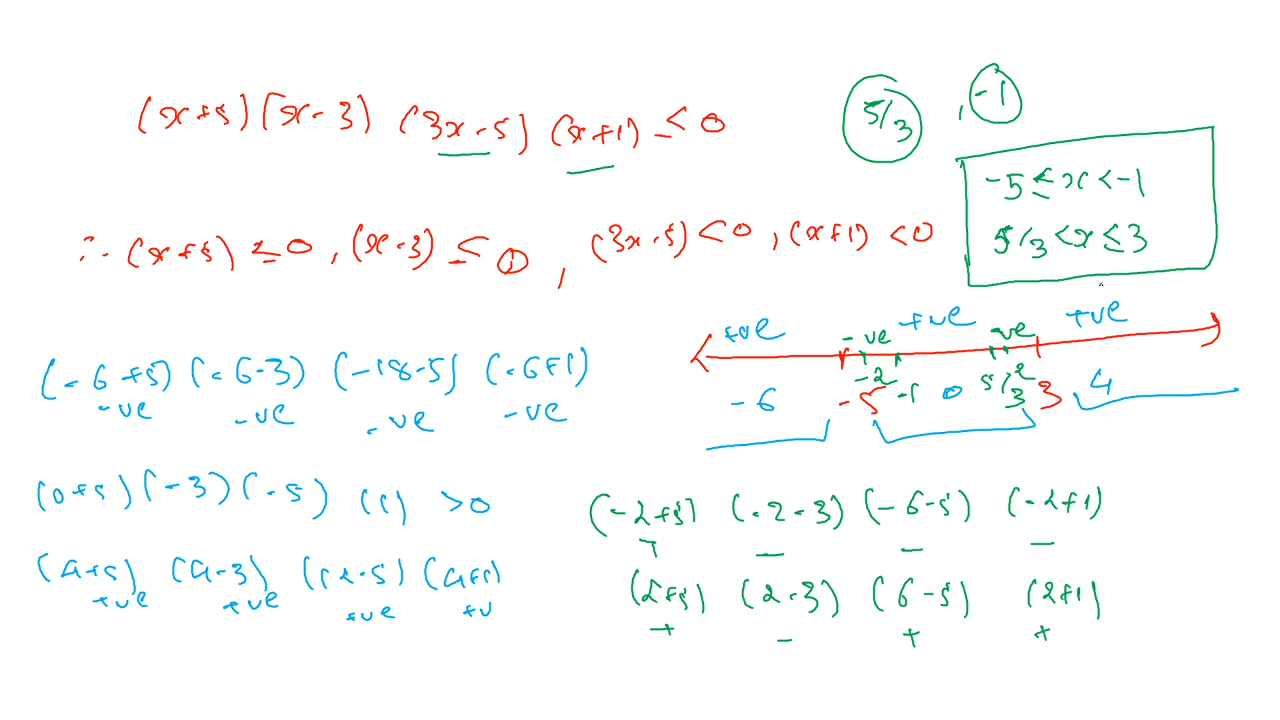 (x+5) (x-3) (3x-5) (x+1) ≤ 0
5/3 , -1
-5 ≤ x < -1
5/3 < x ≤ 3
∴ (x+5) ≤ 0, (x-3) ≤ 0, (3x-5) < 0, (x+1) < 0
+ve -ve +ve -ve +ve
-2 2
-6 -5 -1 0 5/3 3 4
(-6+5) (-6-3) (-18-5) (-6+1)
-ve -ve -ve -ve
(0+5) (-3) (-5) (1) > 0
(4+5) (4-3) (12-5) (4+1)
+ve +ve +ve +v
(-2+5) (-2-3) (-6-5) (-2+1)
+ - - -
(2+5) (2-3) (6-5) (2+1)
+ - + +